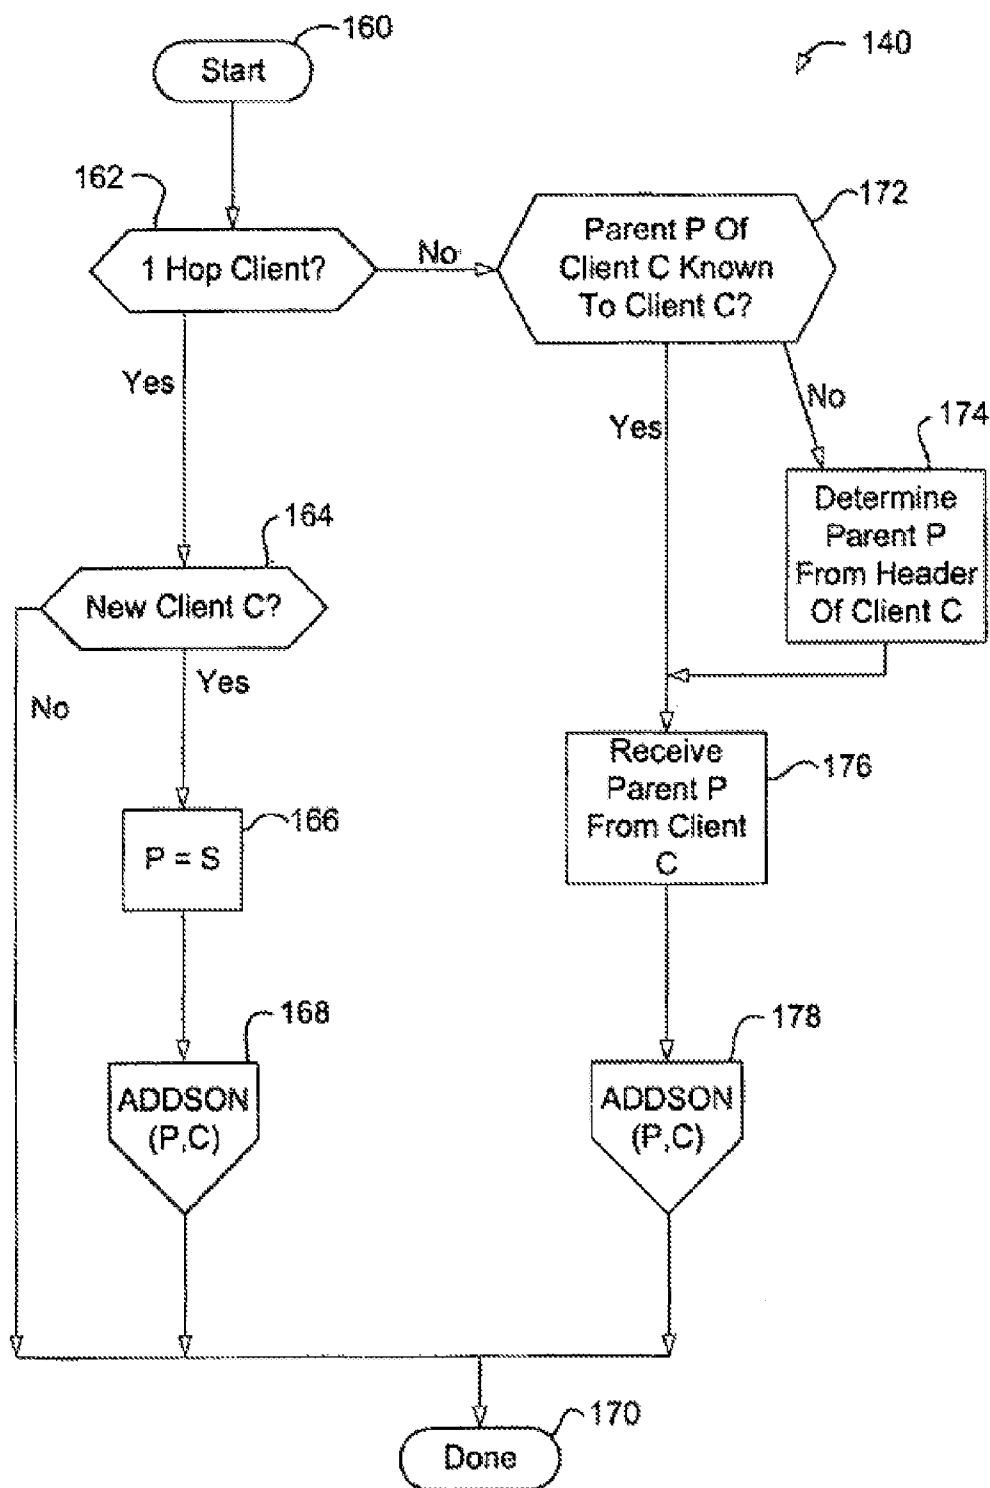 160
Start
140
162
1 Hop Client?
No
172
Parent P Of
Client C Known
To Client C?
Yes
Yes
No
174
Determine
Parent P
From Header
Of Client C
164
New Client C?
No
Yes
Receive
Parent P
From Client
C
176
166
P = S
168
ADDSON
(P,C)
178
ADDSON
(P,C)
170
Done